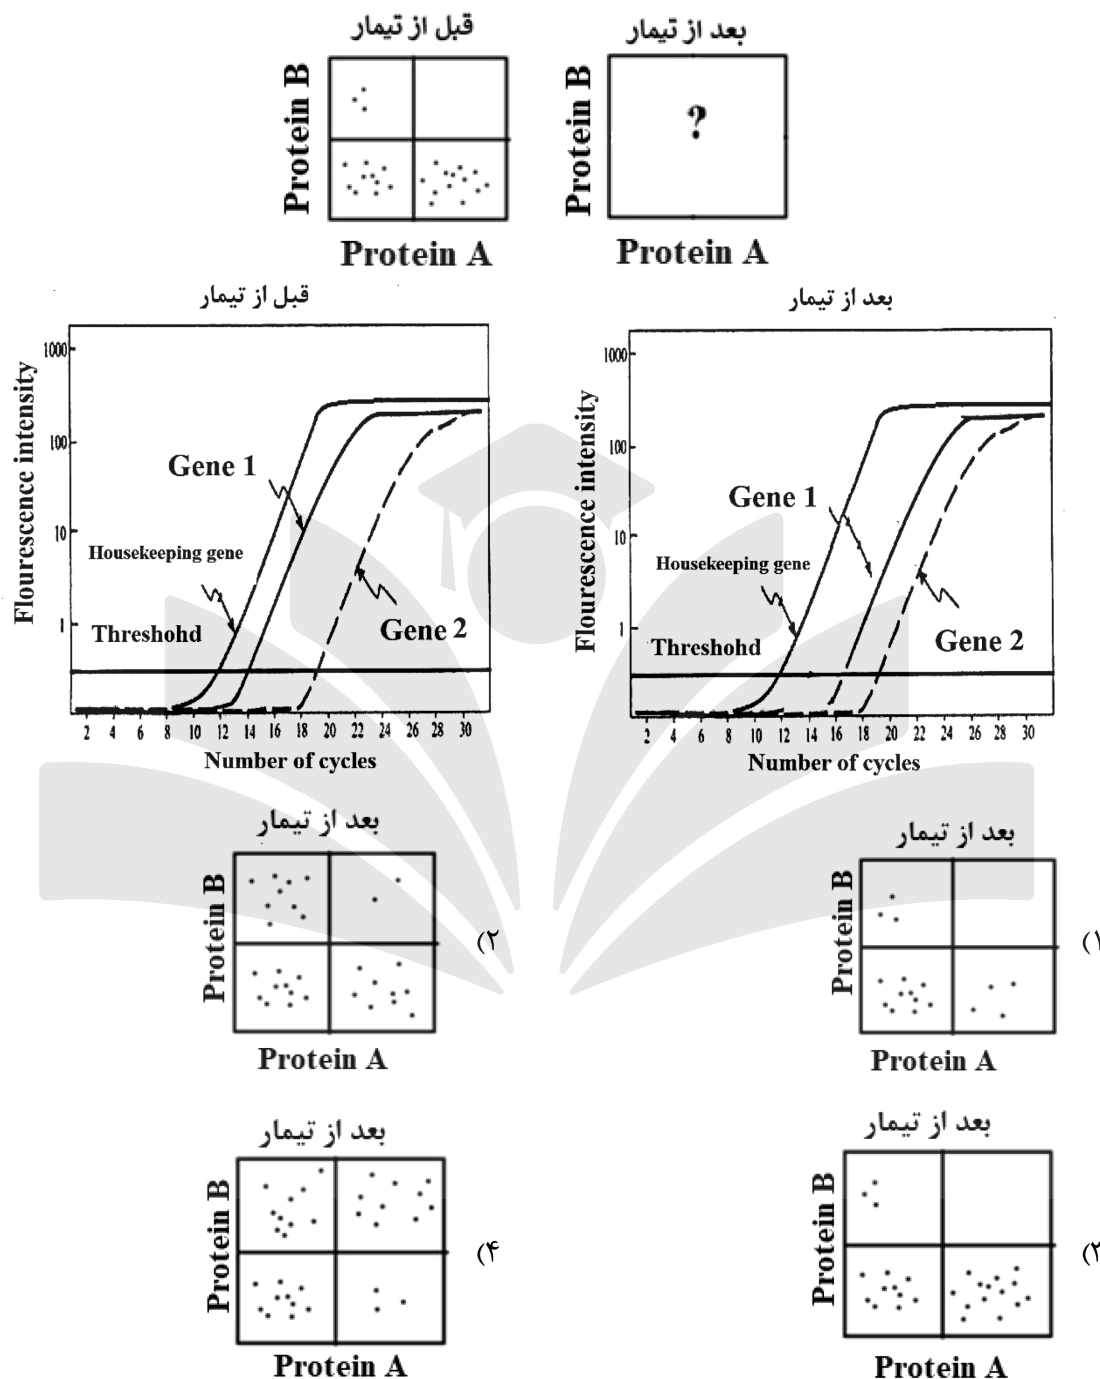 قبل از تیمار
بعد از تیمار
Protein B
Protein B
?
Protein A
Protein A
قبل از تیمار
بعد از تیمار
Flourescence intensity
1000
100
10
1
Gene 1
Housekeeping gene
Gene 2
Threshohd
2 4 6 8 10 12 14 16 18 20 22 24 26 28 30
Number of cycles
Flourescence intensity
1000
100
10
1
Gene 1
Housekeeping gene
Gene 2
Threshohd
2 4 6 8 10 12 14 16 18 20 22 24 26 28 30
Number of cycles
بعد از تیمار
Protein B
Protein A
(۱
بعد از تیمار
Protein B
Protein A
(۲
بعد از تیمار
Protein B
Protein A
بعد از تیمار
Protein B
Protein A
(۴